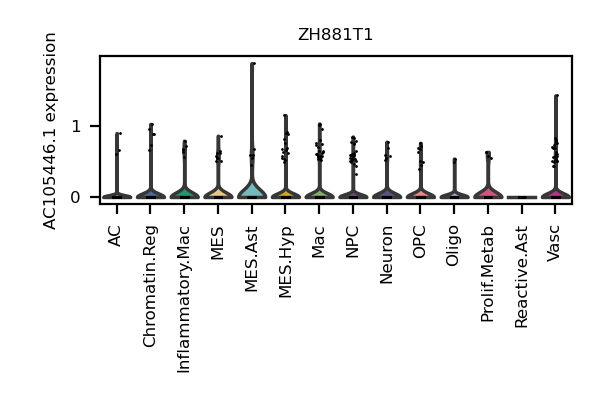 ZH881T1
AC105446.1 expression
1
0
AC
Chromatin.Reg
Inflammatory.Mac
MES
MES.Ast
MES.Hyp
Mac
NPC
Neuron
OPC
Oligo
Prolif.Metab
Reactive.Ast
Vasc